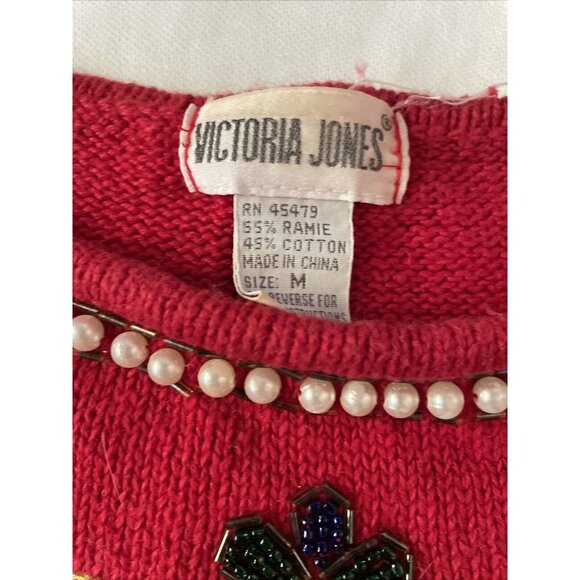 VICTORIA JONES®
RN 45479
55% RAMIE
45% COTTON
MADE IN CHINA
SIZE: M
REVERSE FOR